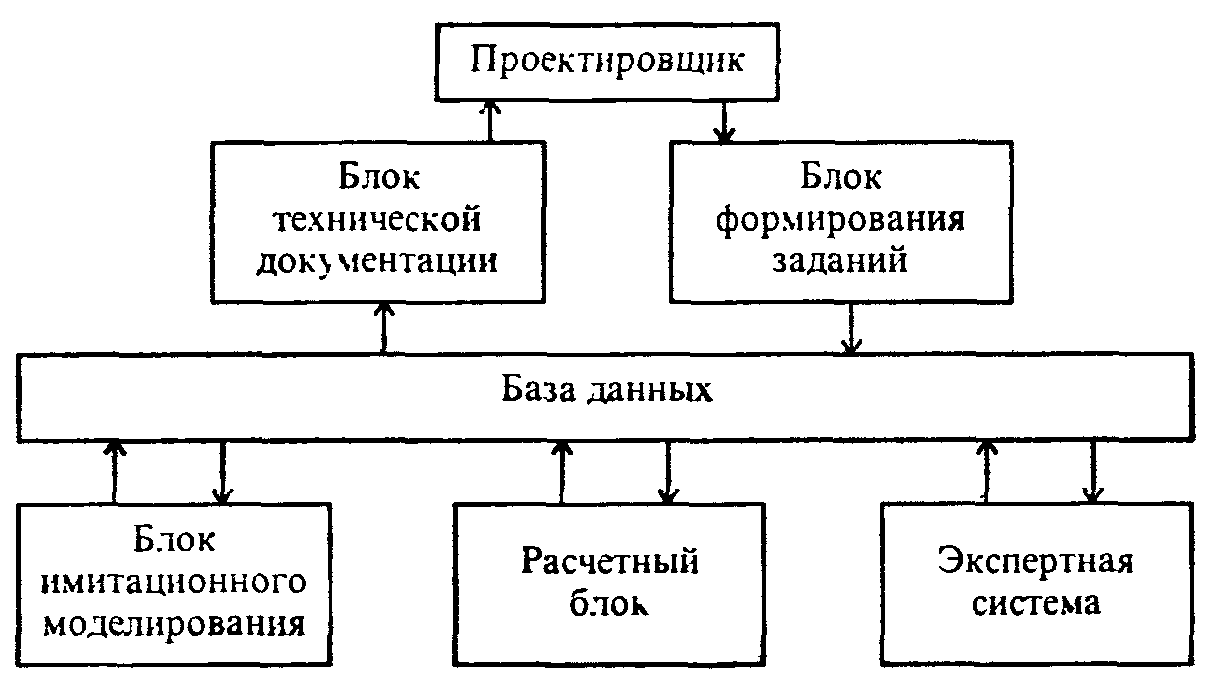 Проектировщик
Блок
технической
документации
Блок
формирования
заданий
База данных
Блок
имитационного
моделирования
Расчетный
блок
Экспертная
система